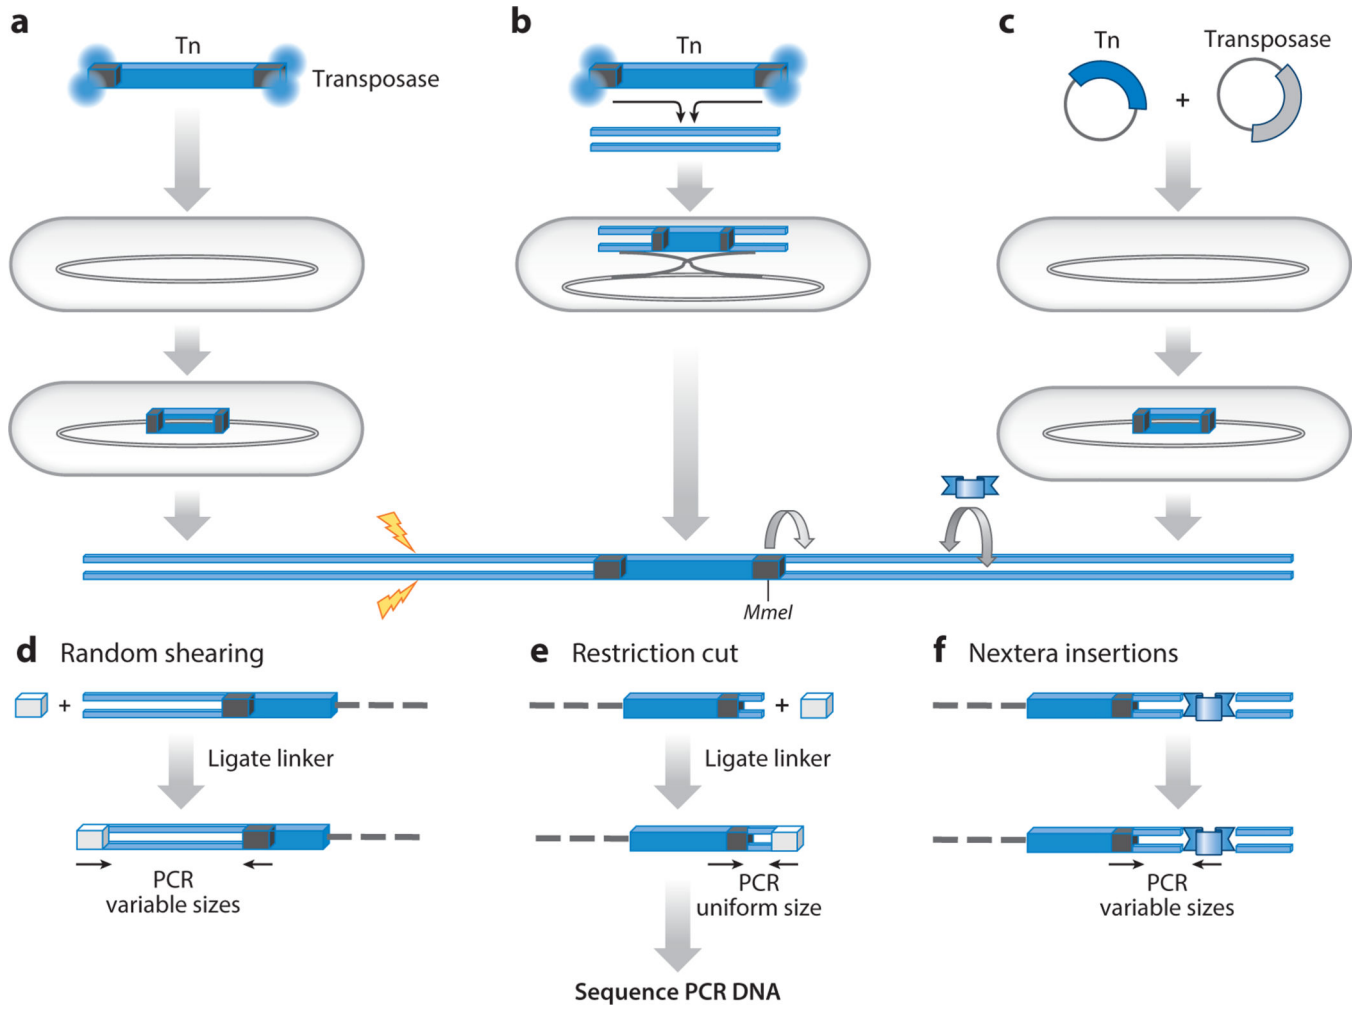 a
Tn
Transposase
b
Tn
c
Tn
Transposase
+
MmeI
d Random shearing
+
Ligate linker
PCR
variable sizes
e Restriction cut
+
Ligate linker
PCR
uniform size
Sequence PCR DNA
f Nextera insertions
PCR
variable sizes